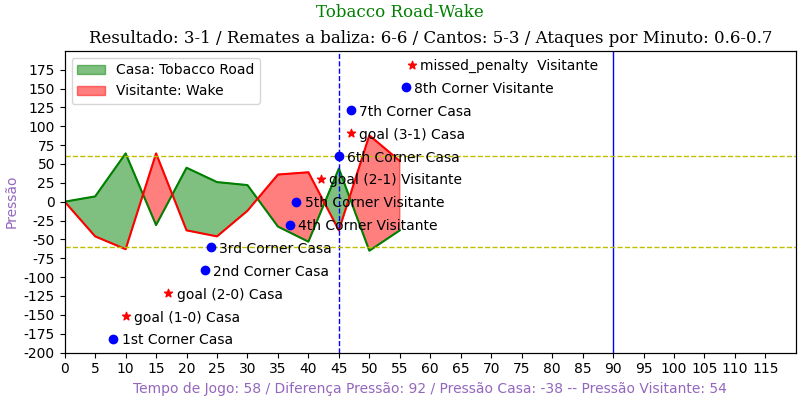 Tobacco Road-Wake
Resultado: 3-1 / Remates a baliza: 6-6 / Cantos: 5-3 / Ataques por Minuto: 0.6-0.7
Casa: Tobacco Road
Visitante: Wake
missed_penalty  Visitante
8th Corner Visitante
7th Corner Casa
goal (3-1) Casa
6th Corner Casa
goal (2-1) Visitante
5th Corner Visitante
4th Corner Visitante
3rd Corner Casa
2nd Corner Casa
goal (2-0) Casa
goal (1-0) Casa
1st Corner Casa
Pressão
175
150
125
100
75
50
25
0
-25
-50
-75
-100
-125
-150
-175
-200
0 5 10 15 20 25 30 35 40 45 50 55 60 65 70 75 80 85 90 95 100 105 110 115
Tempo de Jogo: 58 / Diferença Pressão: 92 / Pressão Casa: -38 -- Pressão Visitante: 54